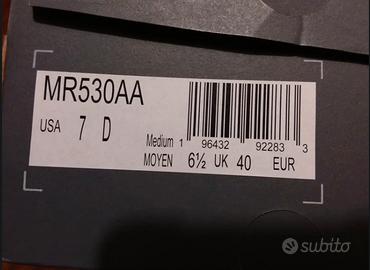 MR530AA
USA 7 D
Medium
MOYEN 6½ UK 40 EUR
1 96432 92283 3
subito